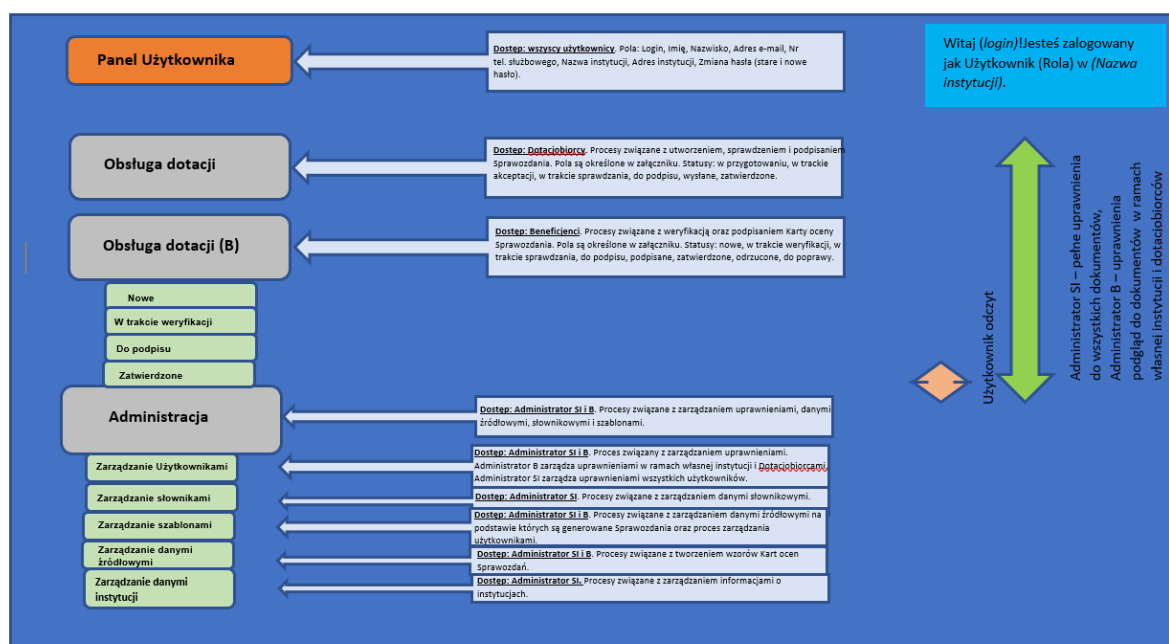 Panel Użytkownika
Dostęp: wszyscy użytkownicy. Pola: Login, Imię, Nazwisko, Adres e-mail, Nr
tel. służbowego, Nazwa instytucji, Adres instytucji, Zmiana hasła (stare i nowe
hasło).
Witaj (login)!Jesteś zalogowany
jak Użytkownik (Rola) w (Nazwa
instytucji).
Obsługa dotacji
Dostęp: Dotacjobiorcy. Procesy związane z utworzeniem, sprawdzeniem i podpisaniem
Sprawozdania. Pola są określone w załączniku. Statusy: w przygotowaniu, w trackie
akceptacji, w trakcie sprawdzania, do podpisu, wysłane, zatwierdzone.
Obsługa dotacji (B)
Dostęp: Beneficjenci. Procesy związane z weryfikacją oraz podpisaniem Karty oceny
Sprawozdania. Pola są określone w załączniku. Statusy: nowe, w trakcie weryfikacji, w
trakcie sprawdzania, do podpisu, podpisane, zatwierdzone, odrzucone, do poprawy.
Nowe
W trakcie weryfikacji
Do podpisu
Zatwierdzone
Użytkownik odczyt
Administrator SI – pełne uprawnienia
do wszystkich dokumentów,
Administrator B – uprawnienia
podgląd do dokumentów w ramach
własnej instytucji i dotacjobiorców
Administracja
Dostęp: Administrator SI i B. Procesy związane z zarządzaniem uprawnieniami, danymi
źródłowymi, słownikowymi i szablonami.
Zarządzanie Użytkownikami
Dostęp: Administrator SI i B. Proces związany z zarządzaniem uprawnieniami.
Administrator B zarządza uprawnieniami w ramach własnej instytucji i Dotacjobiorcami,
Administrator SI zarządza uprawnieniami wszystkich użytkowników.
Zarządzanie słownikami
Dostęp: Administrator SI. Procesy związane z zarządzaniem danymi słownikowymi.
Zarządzanie szablonami
Dostęp: Administrator SI i B. Procesy związane z zarządzaniem danymi źródłowymi na
podstawie których są generowane Sprawozdania oraz proces zarządzania
użytkownikami.
Zarządzanie danymi
źródłowymi
Dostęp: Administrator SI i B. Procesy związane z tworzeniem wzorów Kart ocen
Sprawozdań.
Zarządzanie danymi
instytucji
Dostęp: Administrator SI. Procesy związane z zarządzaniem informacjami o
instytucjach.